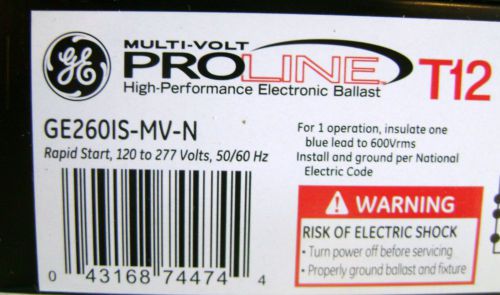 GE
MULTI-VOLT
PROLINE T12
High-Performance Electronic Ballast
GE260IS-MV-N
Rapid Start, 120 to 277 Volts, 50/60 Hz
For 1 operation, insulate one
blue lead to 600Vrms
Install and ground per National
Electric Code
WARNING
RISK OF ELECTRIC SHOCK
• Turn power off before servicing
• Properly ground ballast and fixture
0 43168 74474 4